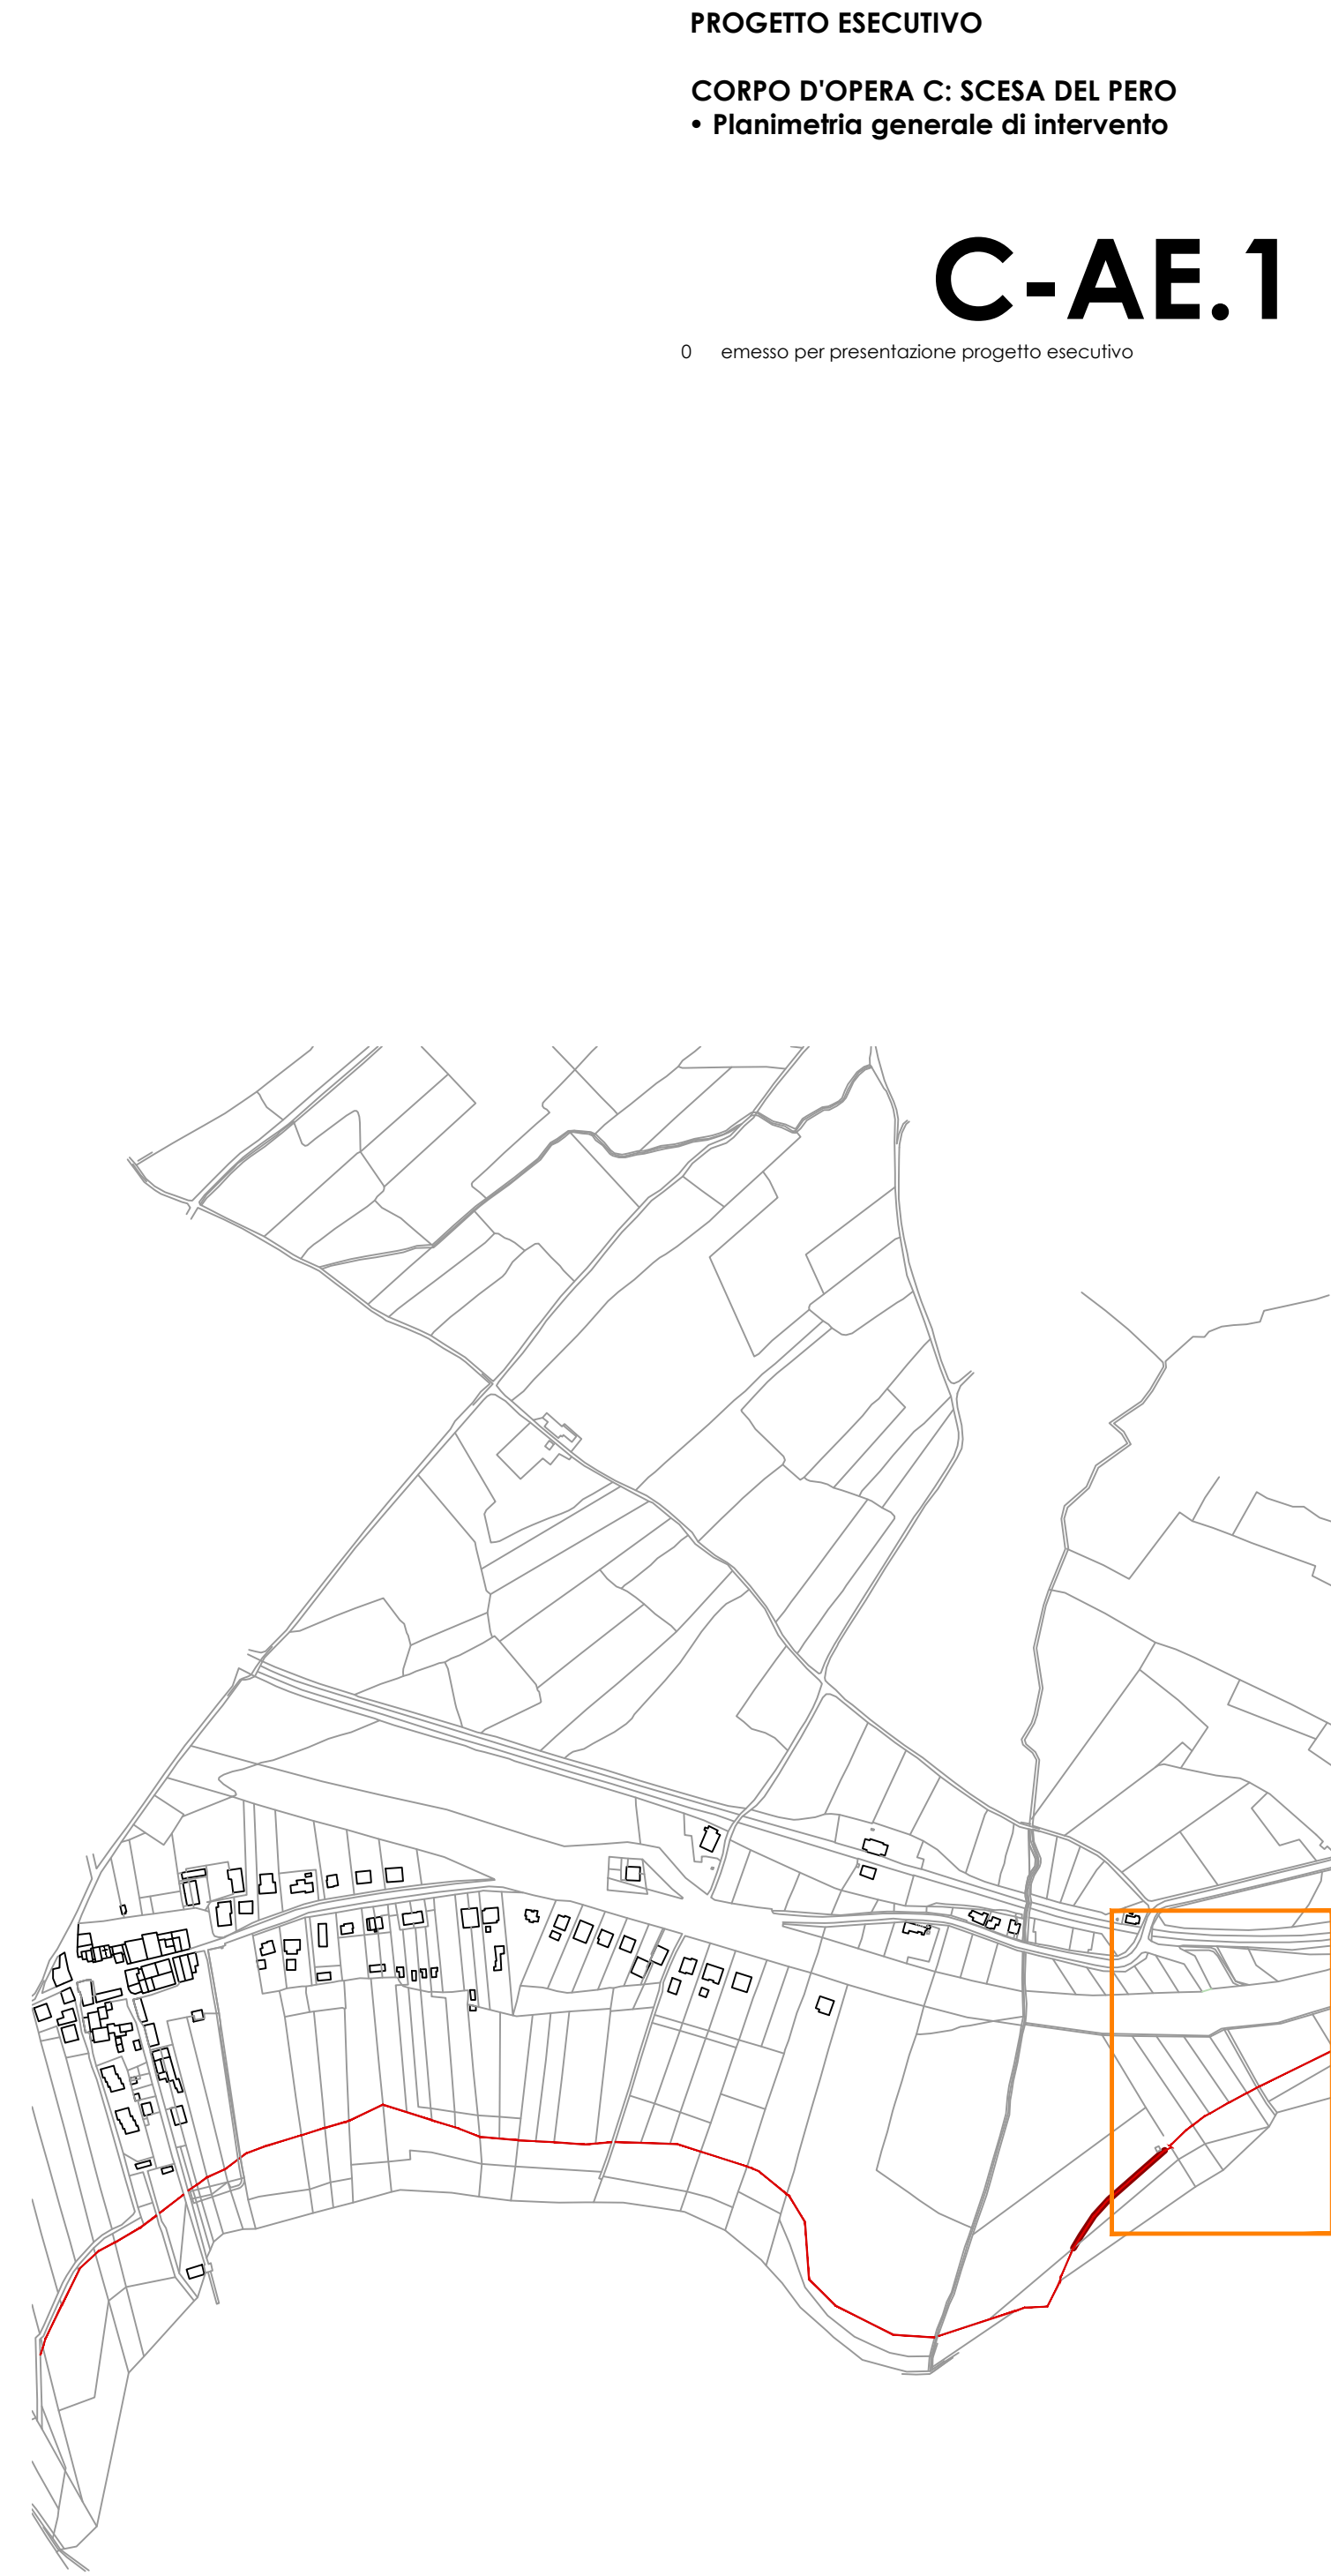 PROGETTO ESECUTIVO
CORPO D'OPERA C: SCESA DEL PERO
• Planimetria generale di intervento
C-AE.1
0 emesso per presentazione progetto esecutivo